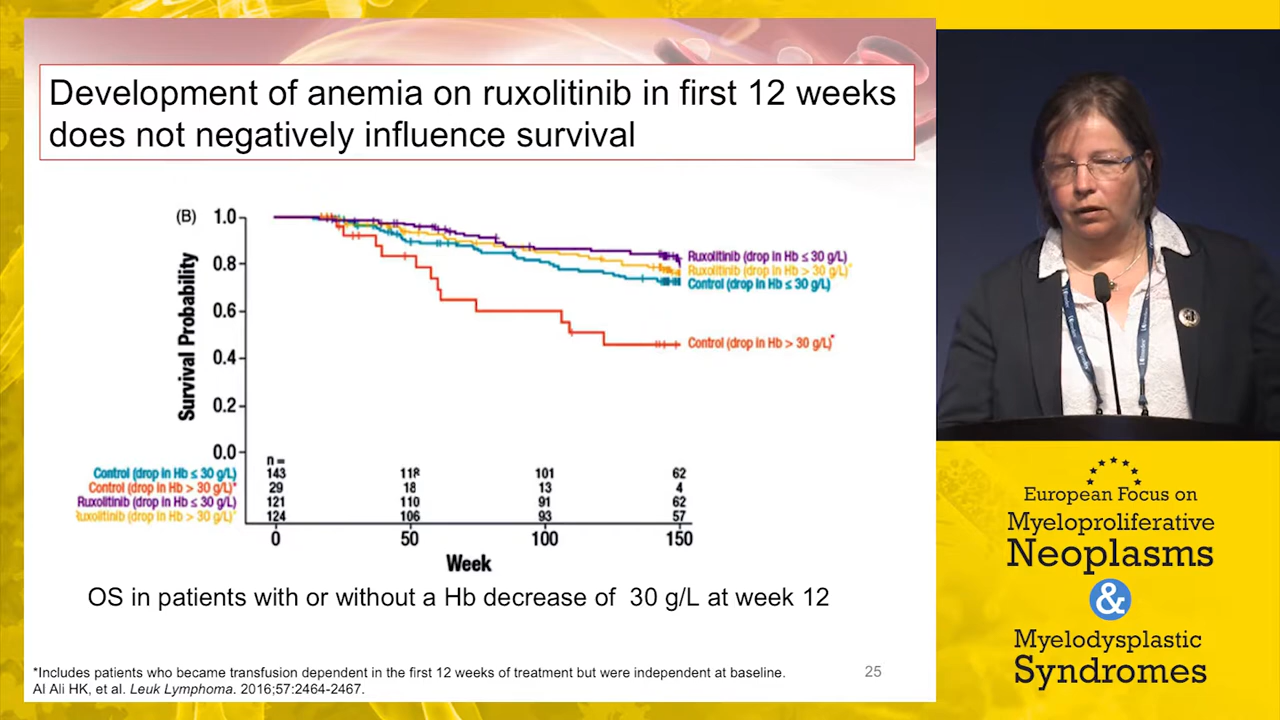 Development of anemia on ruxolitinib in first 12 weeks
does not negatively influence survival
(B)
1.0
0.8
0.6
0.4
0.2
0.0
Survival Probability
Ruxolitinib (drop in Hb ≤ 30 g/L)
Ruxolitinib (drop in Hb > 30 g/L)*
Control (drop in Hb ≤ 30 g/L)
Control (drop in Hb > 30 g/L)*
n =
Control (drop in Hb ≤ 30 g/L) 143 118 101 62
Control (drop in Hb > 30 g/L)* 29 18 13 4
Ruxolitinib (drop in Hb ≤ 30 g/L) 121 110 91 62
Ruxolitinib (drop in Hb > 30 g/L)* 124 106 93 57
0 50 100 150
Week
OS in patients with or without a Hb decrease of 30 g/L at week 12
*Includes patients who became transfusion dependent in the first 12 weeks of treatment but were independent at baseline.
Al Ali HK, et al. Leuk Lymphoma. 2016;57:2464-2467.
25
European Focus on
Myeloproliferative
Neoplasms
&
Myelodysplastic
Syndromes